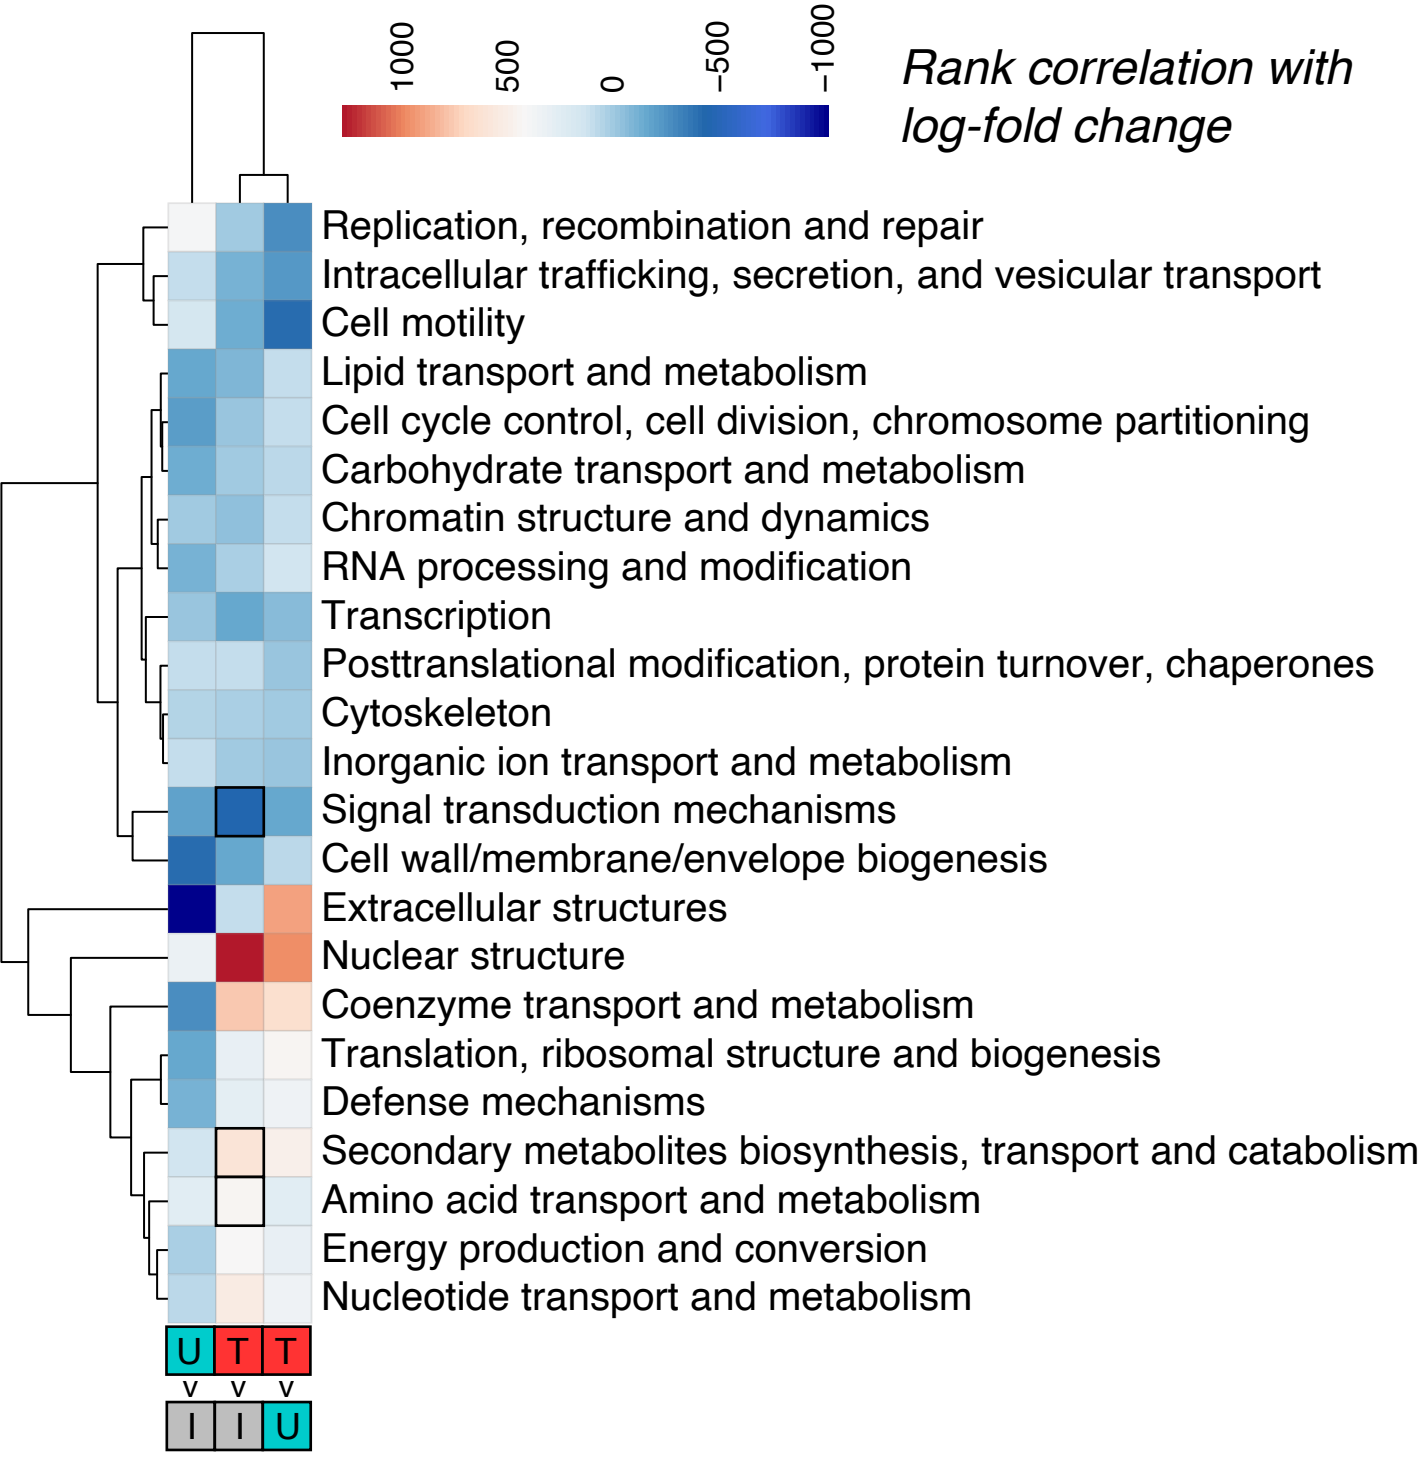 1000 500 0 −500 −1000
Rank correlation with
log-fold change
Replication, recombination and repair
Intracellular trafficking, secretion, and vesicular transport
Cell motility
Lipid transport and metabolism
Cell cycle control, cell division, chromosome partitioning
Carbohydrate transport and metabolism
Chromatin structure and dynamics
RNA processing and modification
Transcription
Posttranslational modification, protein turnover, chaperones
Cytoskeleton
Inorganic ion transport and metabolism
Signal transduction mechanisms
Cell wall/membrane/envelope biogenesis
Extracellular structures
Nuclear structure
Coenzyme transport and metabolism
Translation, ribosomal structure and biogenesis
Defense mechanisms
Secondary metabolites biosynthesis, transport and catabolism
Amino acid transport and metabolism
Energy production and conversion
Nucleotide transport and metabolism
U T T
v v v
I I U